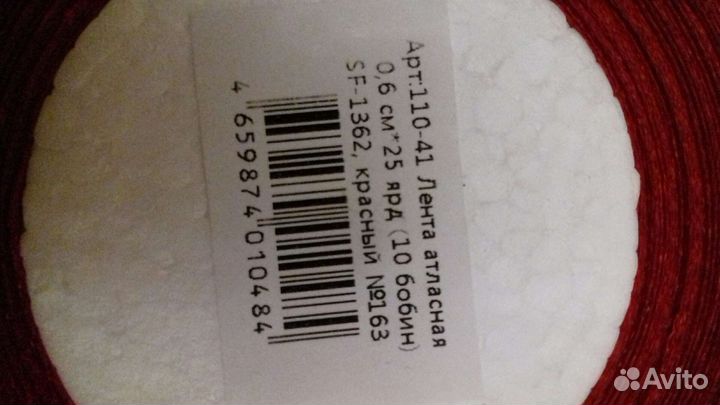 Арт:110-41 Лента атласная
0,6 см*25 ярд (10 бобин)
SF-1362, красный №163
4 659874 010484
Avito